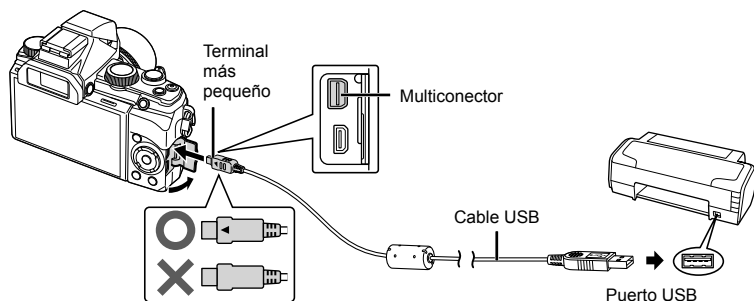 Terminal
más
pequeño
Multiconector
Cable USB
Puerto USB